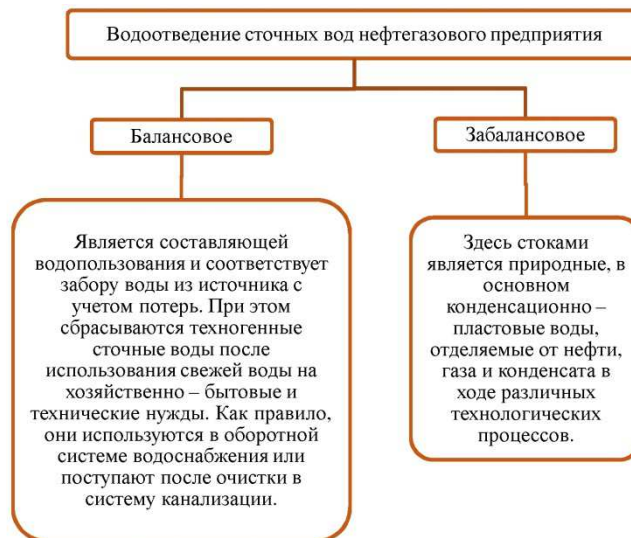 Водоотведение сточных вод нефтегазового предприятия
Балансовое
Забалансовое
Является составляющей
водопользования и соответствует
забору воды из источника с
учетом потерь. При этом
сбрасываются техногенные
сточные воды после
использования свежей воды на
хозяйственно – бытовые и
технические нужды. Как правило,
они используются в оборотной
системе водоснабжения или
поступают после очистки в
систему канализации.
Здесь стоками
является природные, в
основном
конденсационно –
пластовые воды,
отделяемые от нефти,
газа и конденсата в
ходе различных
технологических
процессов.